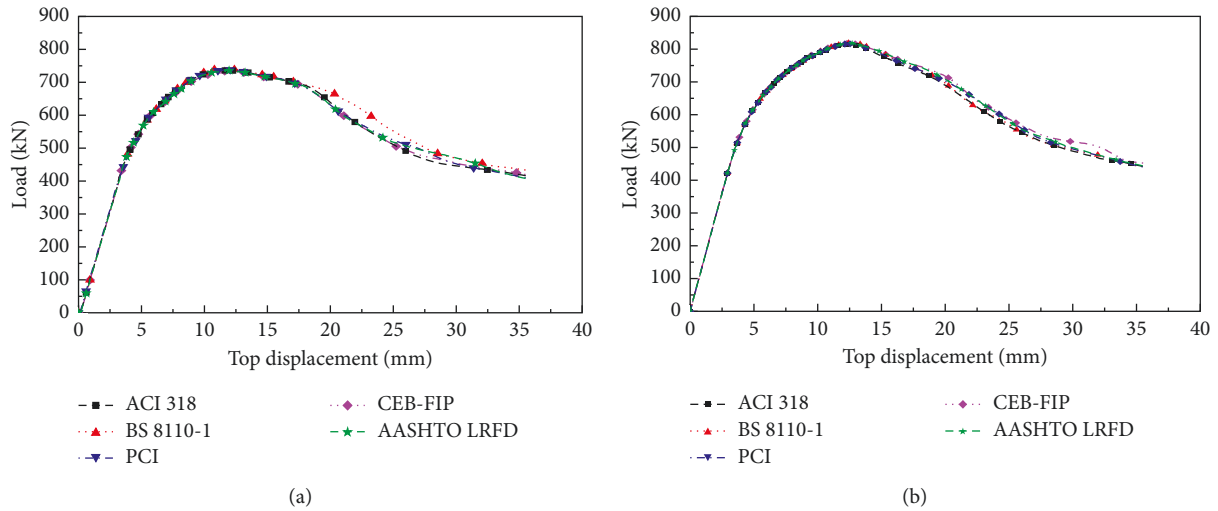 900
800
700
600
500
400
300
200
100
0
Load (kN)
0 5 10 15 20 25 30 35 40
Top displacement (mm)
ACI 318
BS 8110-1
PCI
CEB-FIP
AASHTO LRFD
(a)
900
800
700
600
500
400
300
200
100
0
Load (kN)
0 5 10 15 20 25 30 35 40
Top displacement (mm)
ACI 318
BS 8110-1
PCI
CEB-FIP
AASHTO LRFD
(b)